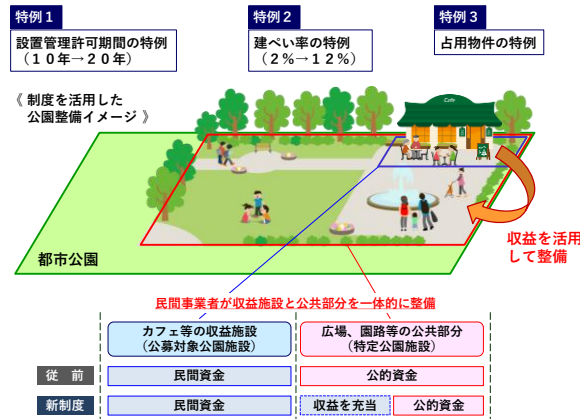 特例1
設置管理許可期間の特例
(10年→20年)
特例2
建ぺい率の特例
(2%→12%)
特例3
占用物件の特例
《 制度を活用した
公園整備イメージ 》
Cafe
都市公園
収益を活用
して整備
民間事業者が収益施設と公共部分を一体的に整備
カフェ等の収益施設
(公募対象公園施設)
広場、園路等の公共部分
(特定公園施設)
従 前
民間資金
公的資金
新制度
民間資金
収益を充当
公的資金